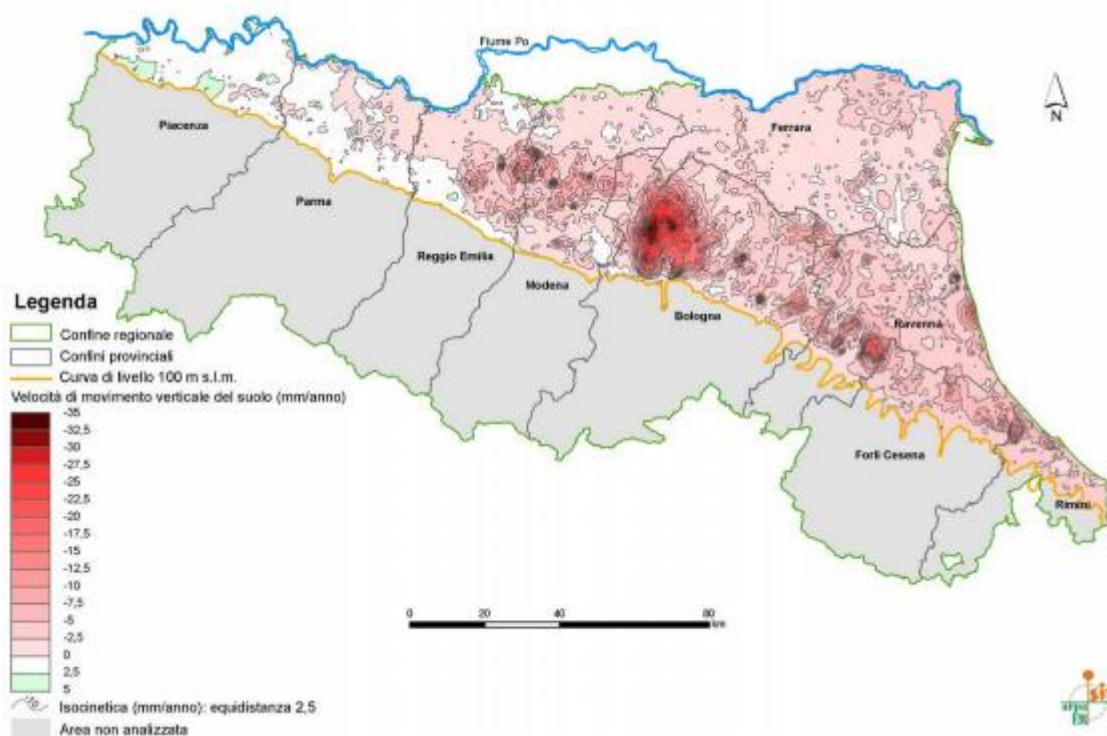 Fiume Po
N
Ferrara
Piacenza
Parma
Reggio Emilia
Modena
Bologna
Ravenna
Forlì Cesena
Rimini
Legenda
Confine regionale
Confini provinciali
Curva di livello 100 m s.l.m.
Velocità di movimento verticale del suolo (mm/anno)
-35
-32,5
-30
-27,5
-25
-22,5
-20
-17,5
-15
-12,5
-10
-7,5
-5
-2,5
0
2,5
5
Isocinetica (mm/anno): equidistanza 2,5
Area non analizzata
0 20 40 80
km